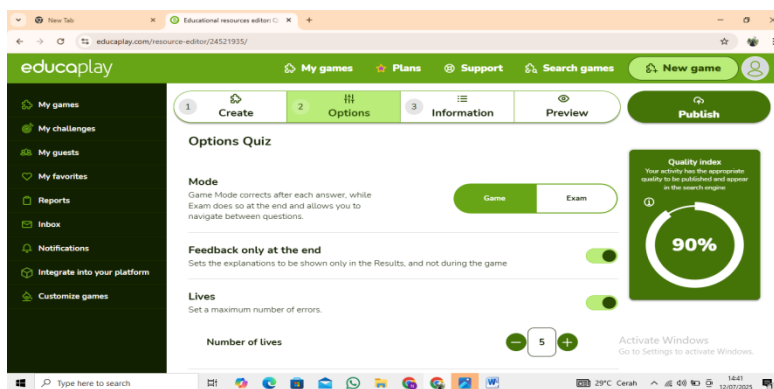 New Tab
Educational resources editor: C
educaplay.com/resource-editor/24521935/
educaplay
My games
Plans
Support
Search games
New game
My games
My challenges
My guests
My favorites
Reports
Inbox
Notifications
Integrate into your platform
Customize games
1 Create
2 Options
3 Information
Preview
Publish
Options Quiz
Mode
Game Mode corrects after each answer, while
Exam does so at the end and allows you to
navigate between questions.
Game
Exam
Feedback only at the end
Sets the explanations to be shown only in the Results, and not during the game
Lives
Set a maximum number of errors.
Number of lives
5
Quality index
Your activity has the appropriate
quality to be published and appear
in the search engine
90%
Activate Windows
Go to Settings to activate Windows.
Type here to search
29°C Cerah
14:41
12/07/2025